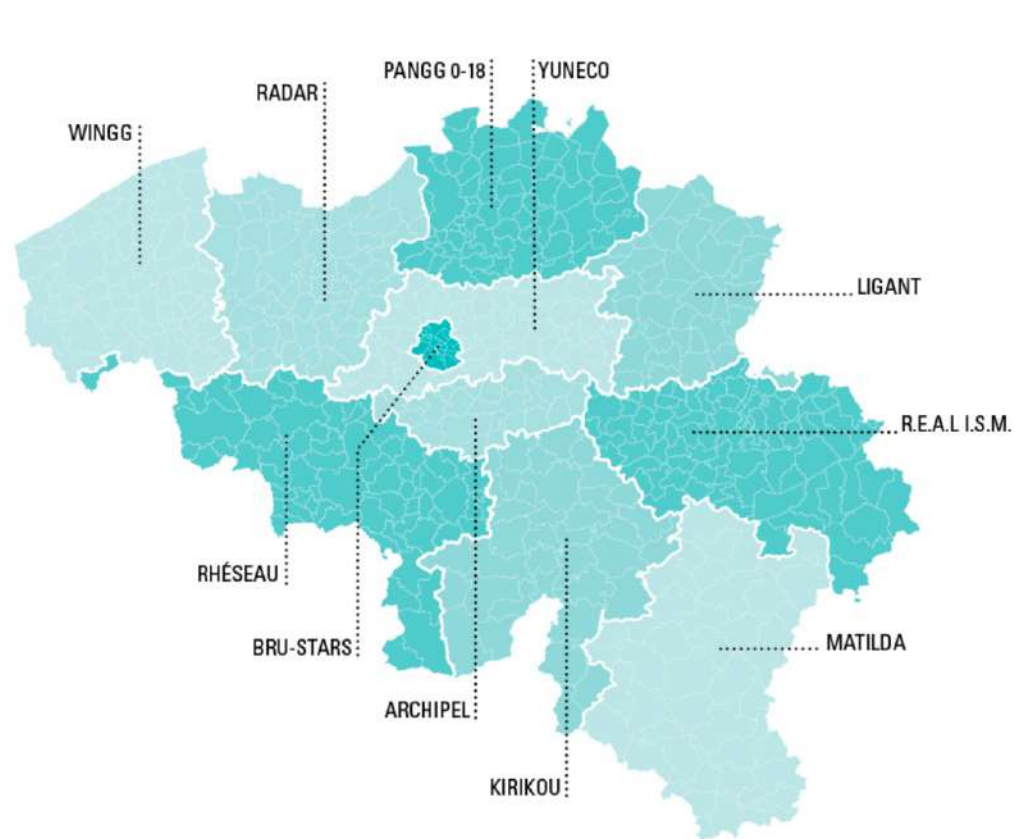 PANGG 0-18
YUNECO
RADAR
WINGG
LIGANT
R.E.A.L I.S.M.
RHÉSEAU
BRU-STARS
MATILDA
ARCHIPEL
KIRIKOU